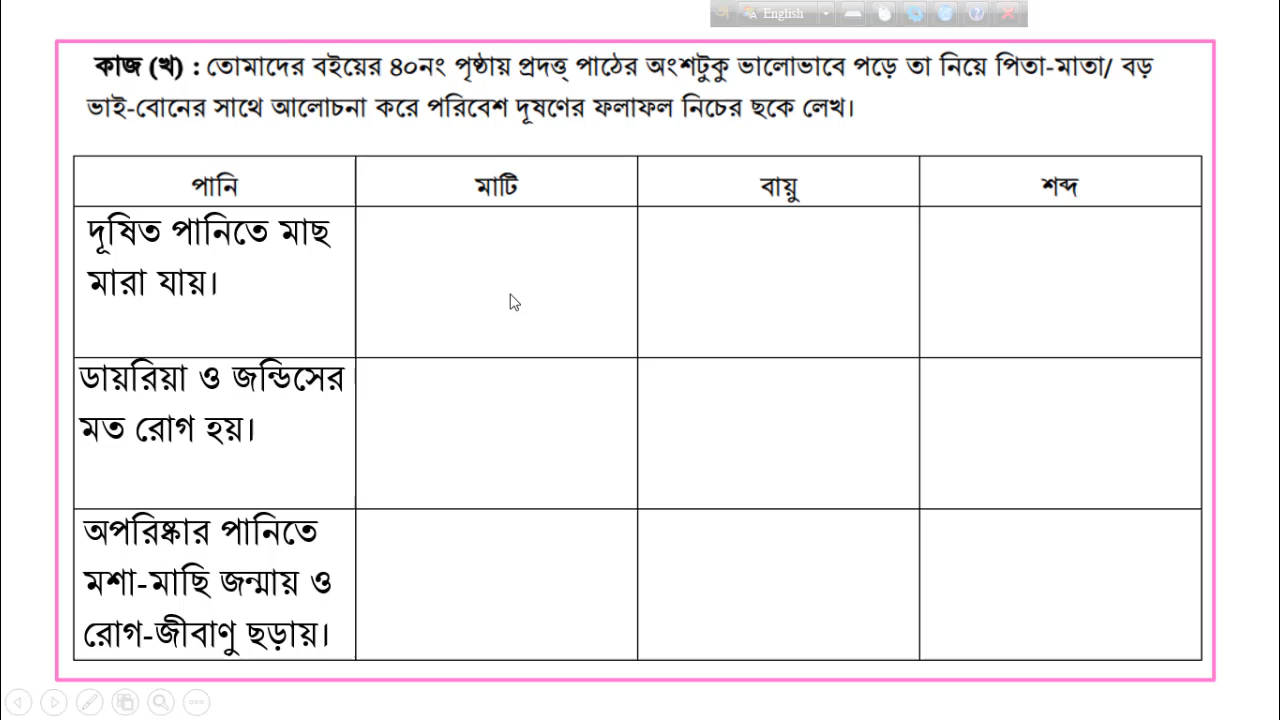 English
কাজ (খ) : তোমাদের বইয়ের ৪০নং পৃষ্ঠায় প্রদত্ত্ পাঠের অংশটুকু ভালোভাবে পড়ে তা নিয়ে পিতা-মাতা/ বড়
ভাই-বোনের সাথে আলোচনা করে পরিবেশ দূষণের ফলাফল নিচের ছকে লেখ।
পানি মাটি বায়ু শব্দ
দূষিত পানিতে মাছ
মারা যায়।
ডায়রিয়া ও জন্ডিসের
মত রোগ হয়।
অপরিষ্কার পানিতে
মশা-মাছি জন্মায় ও
রোগ-জীবাণু ছড়ায়।